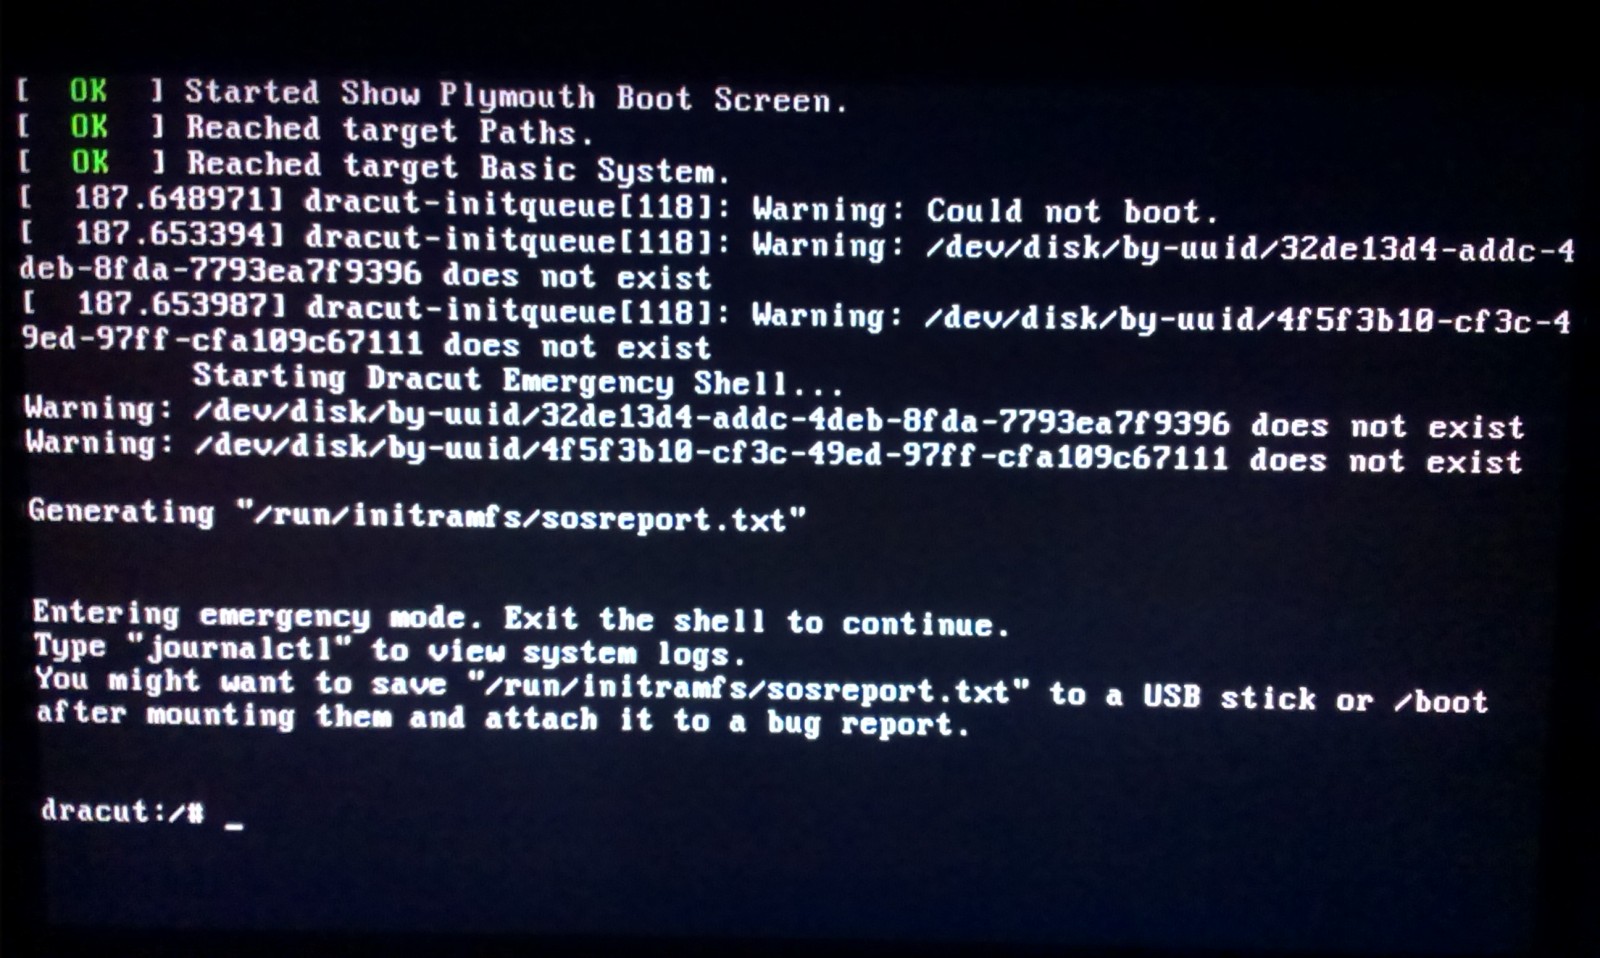 [  OK  ] Started Show Plymouth Boot Screen.
[  OK  ] Reached target Paths.
[  OK  ] Reached target Basic System.
[  187.648971] dracut-initqueue[118]: Warning: Could not boot.
[  187.653394] dracut-initqueue[118]: Warning: /dev/disk/by-uuid/32de13d4-addc-4
deb-8fda-7793ea7f9396 does not exist
[  187.653987] dracut-initqueue[118]: Warning: /dev/disk/by-uuid/4f5f3b10-cf3c-4
9ed-97ff-cfa109c67111 does not exist
         Starting Dracut Emergency Shell...
Warning: /dev/disk/by-uuid/32de13d4-addc-4deb-8fda-7793ea7f9396 does not exist
Warning: /dev/disk/by-uuid/4f5f3b10-cf3c-49ed-97ff-cfa109c67111 does not exist
Generating "/run/initramfs/sosreport.txt"
Entering emergency mode. Exit the shell to continue.
Type "journalctl" to view system logs.
You might want to save "/run/initramfs/sosreport.txt" to a USB stick or /boot
after mounting them and attach it to a bug report.
dracut:/# _